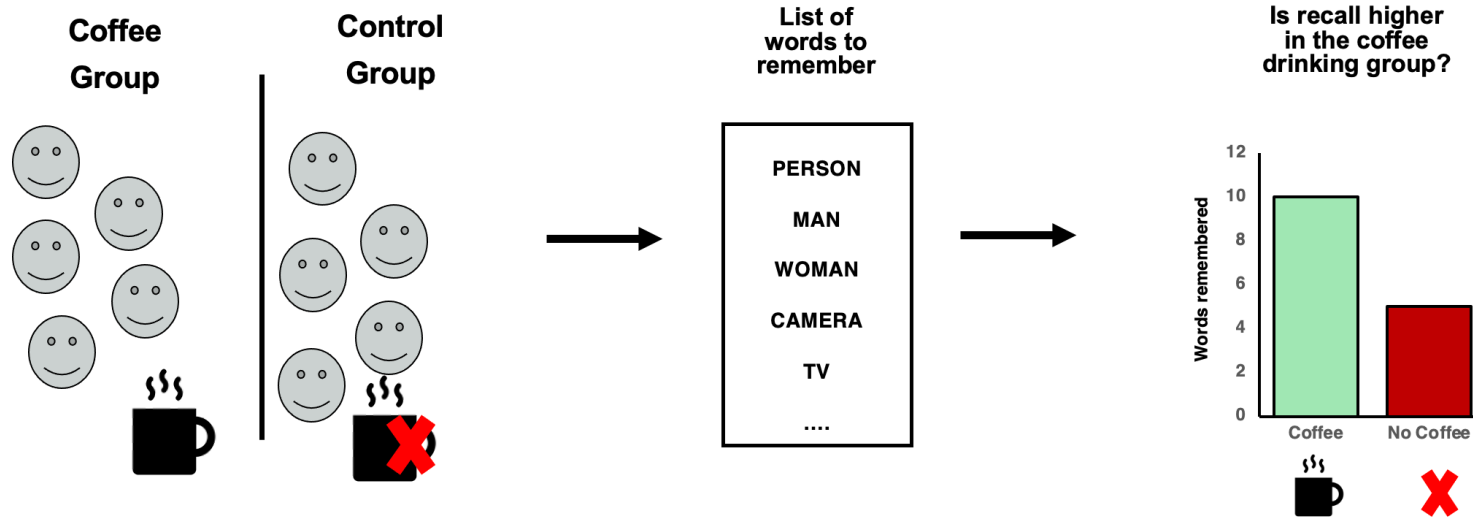 Coffee
Group
Control
Group
List of
words to
remember
PERSON
MAN
WOMAN
CAMERA
TV
....
Is recall higher
in the coffee
drinking group?
Words remembered
12
10
8
6
4
2
0
Coffee
No Coffee